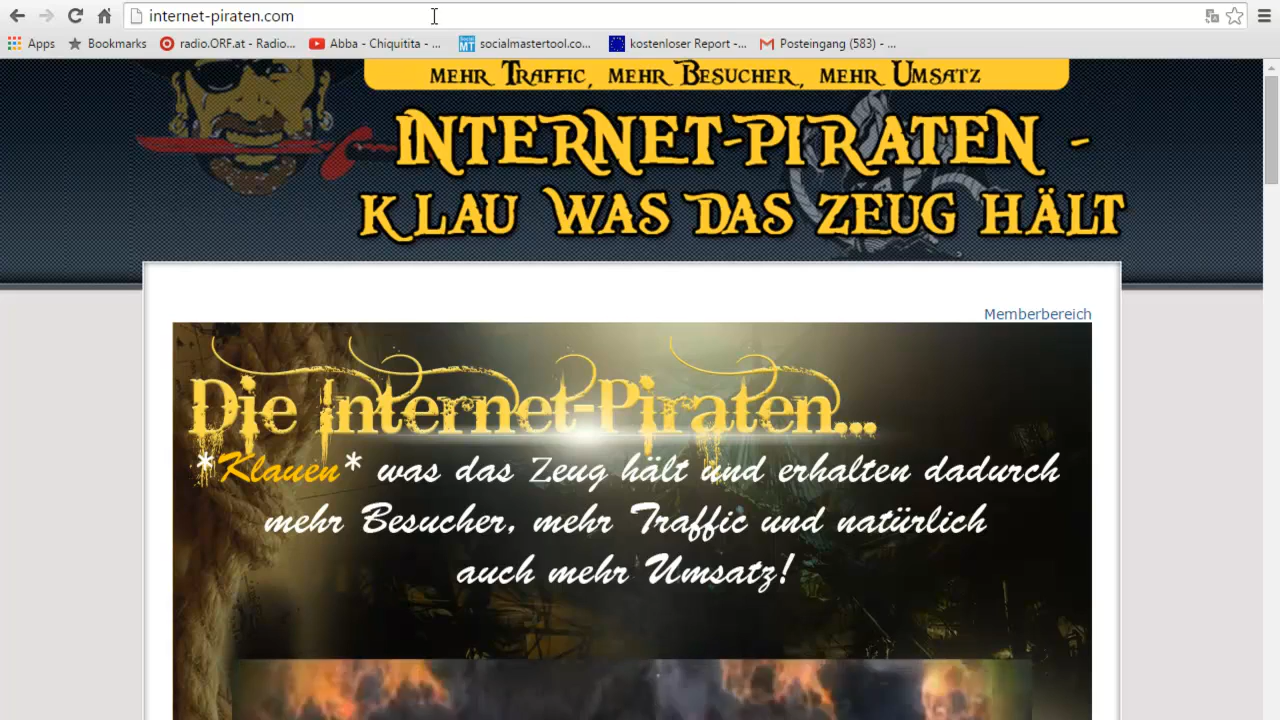 internet-piraten.com
Apps Bookmarks radio.ORF.at - Radio... Abba - Chiquitita - ... Social MT socialmastertool.co... kostenloser Report -... Posteingang (583) - ...
MEHR TRAFFIC, MEHR BESUCHER, MEHR UMSATZ
INTERNET-PIRATEN -
KLAU WAS DAS ZEUG HÄLT
Memberbereich
Die Internet-Piraten...
*Klauen* was das Zeug hält und erhalten dadurch
mehr Besucher, mehr Traffic und natürlich
auch mehr Umsatz!